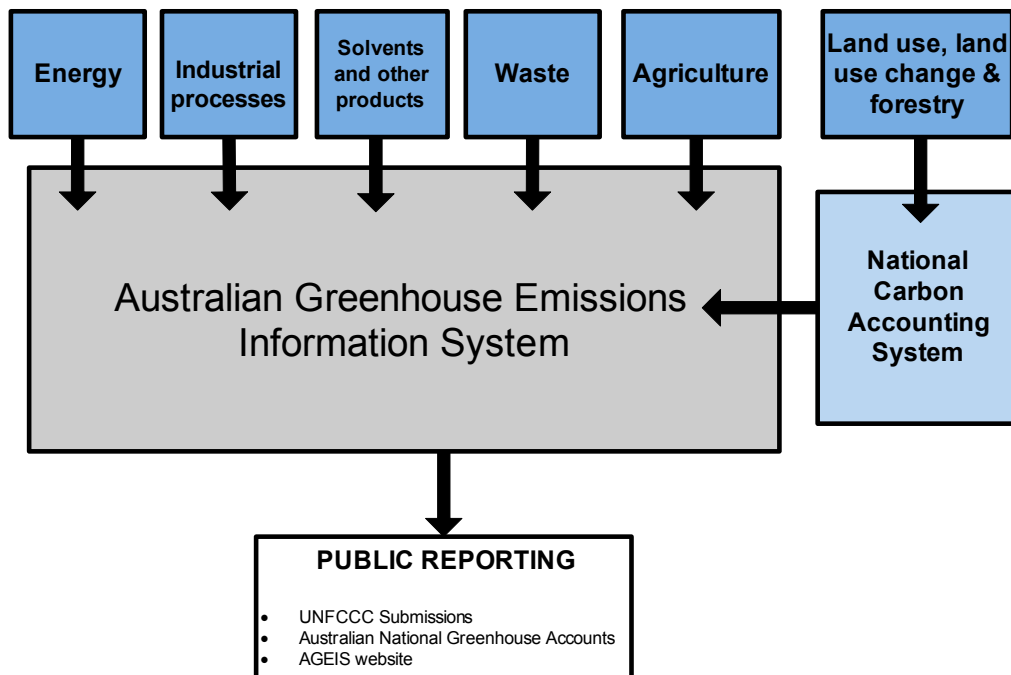 Energy
Industrial
processes
Solvents
and other
products
Waste
Agriculture
Land use, land
use change &
forestry
Australian Greenhouse Emissions
Information System
National
Carbon
Accounting
System
PUBLIC REPORTING
• UNFCCC Submissions
• Australian National Greenhouse Accounts
• AGEIS website